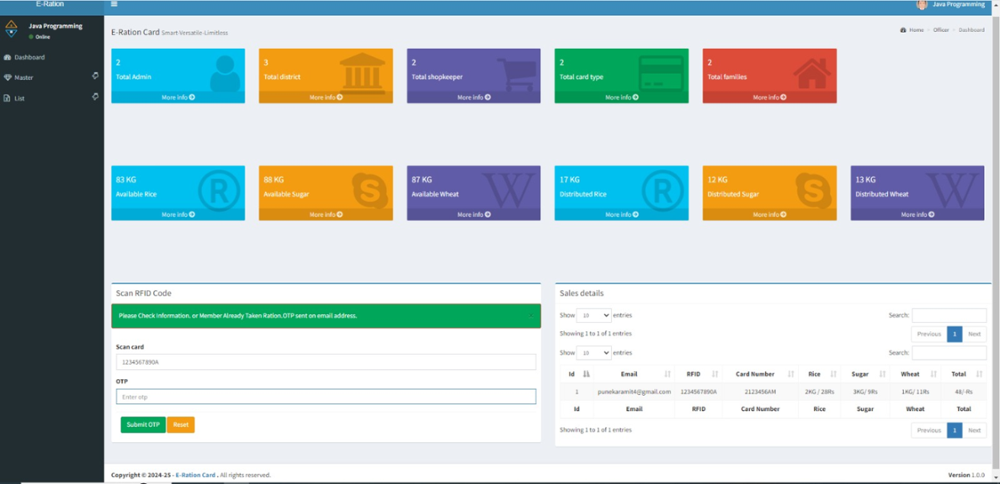 E-Ration
Java Programming
Java Programming
Online
Dashboard
Master
List
E-Ration Card Smart-Versatile-Limitless
Home > Officer > Dashboard
2
Total Admin
More info
3
Total district
More info
2
Total shopkeeper
More info
2
Total card type
More info
2
Total families
More info
83 KG
Available Rice
R
More info
88 KG
Available Sugar
S
More info
87 KG
Available Wheat
W
More info
17 KG
Distributed Rice
R
More info
12 KG
Distributed Sugar
S
More info
13 KG
Distributed Wheat
W
More info
Scan RFID Code
Please Check Information. or Member Already Taken Ration.OTP sent on email address.
Scan card
1234567890A
OTP
Enter otp
Submit OTP Reset
Sales details
Show 10 entries Search:
Showing 1 to 1 of 1 entries Previous 1 Next
Show 10 entries Search:
Id Email RFID Card Number Rice Sugar Wheat Total
1 punekaramit4@gmail.com 1234567890A 2123456AM 2KG / 28Rs 3KG/ 9Rs 1KG/ 11Rs 48/-Rs
Id Email RFID Card Number Rice Sugar Wheat Total
Showing 1 to 1 of 1 entries Previous 1 Next
Copyright © 2024-25 - E-Ration Card . All rights reserved. Version 1.0.0